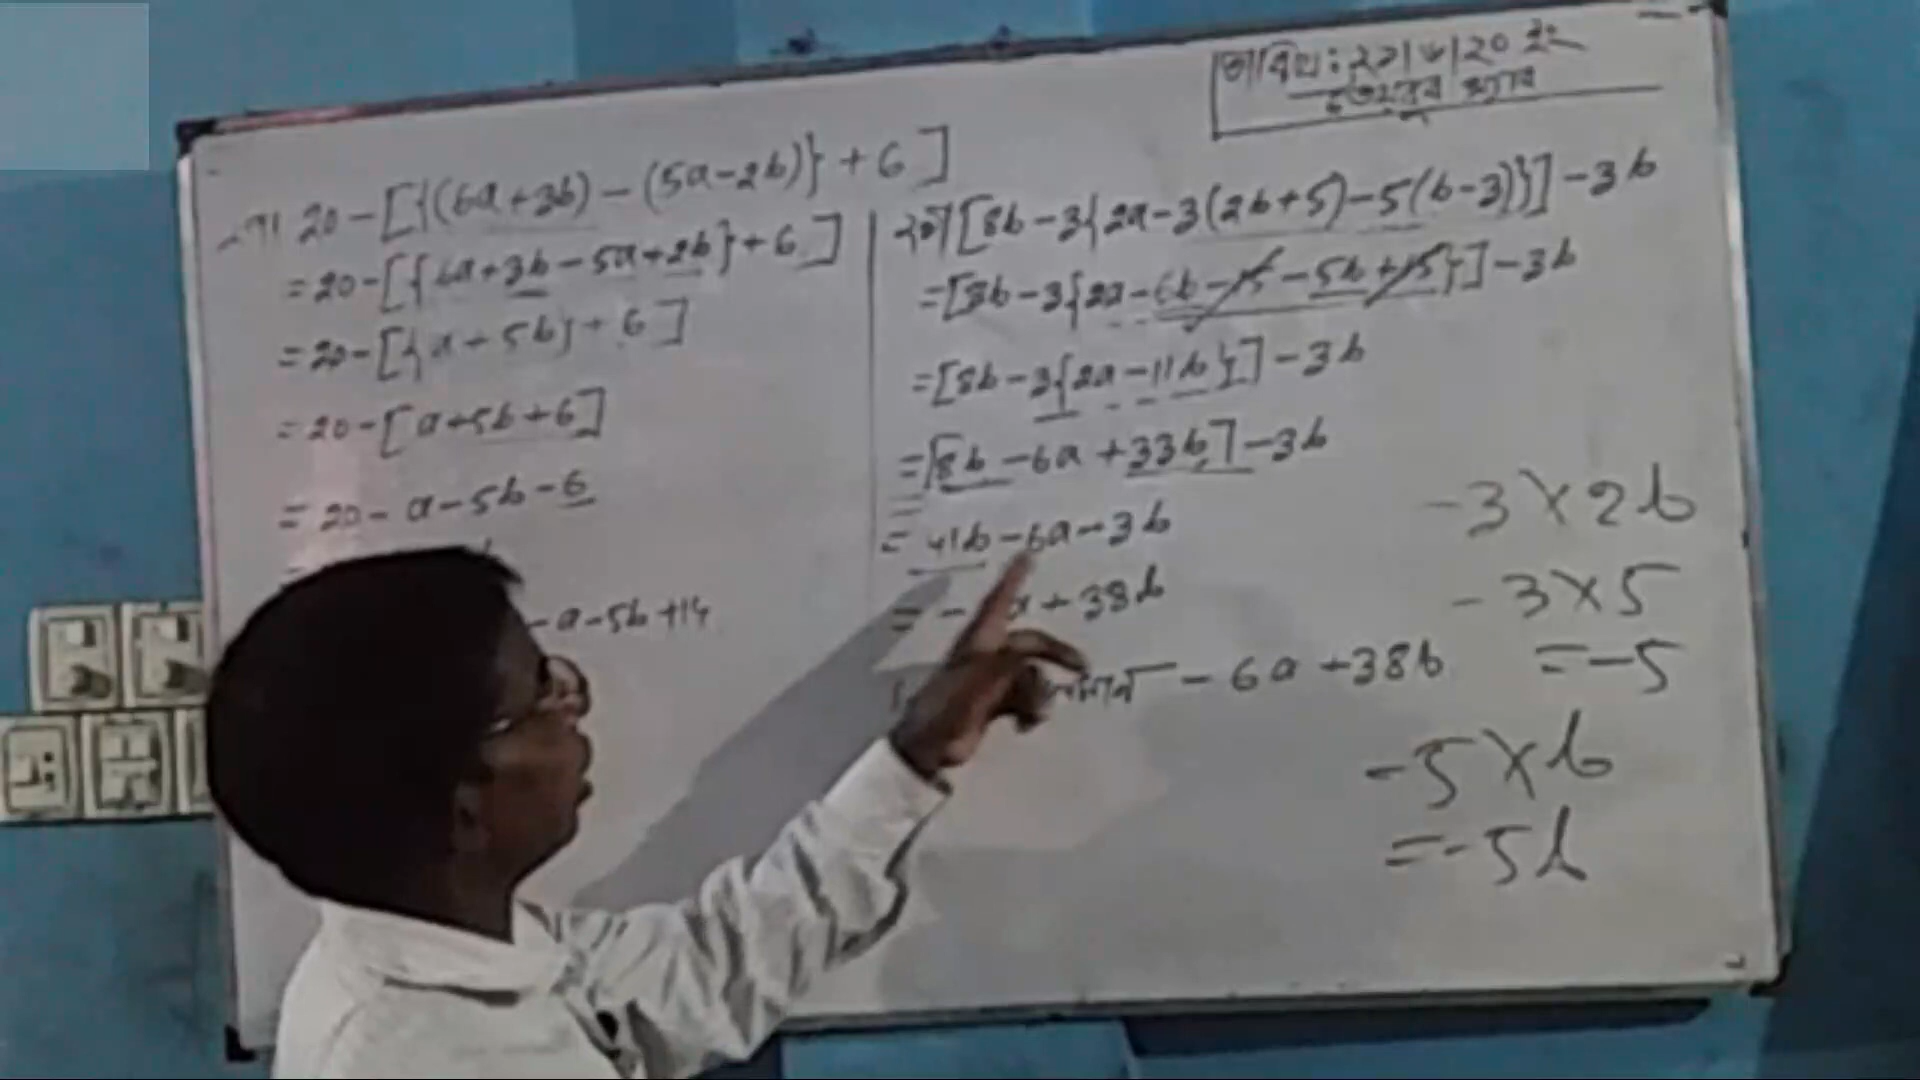 তারিখ: ২২/৬/২০ ইং
20-[{(6a+3b)-(5a-2b)}+6]
=20-[{6a+3b-5a+2b}+6]
=20-[{a+5b}+6]
=20-[a+5b+6]
=20-a-5b-6
-a-5b+14
[8b-3{2a-3(2b+5)-5(b-3)}]-3b
=[8b-3{2a-6b-15-5b+15}]-3b
=[8b-3{2a-11b}]-3b
=[8b-6a+33b]-3b
=41b-6a-3b
=- a+38b
-6a+38b
-3×2b
-3×5
=-5
-5×b
=-5b